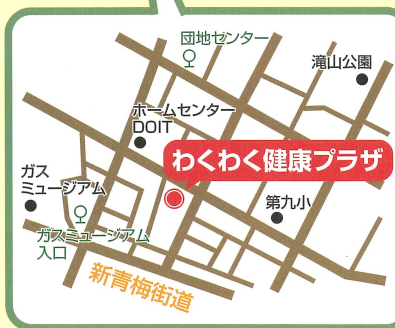 団地センター
滝山公園
ホームセンター
DOIT
わくわく健康プラザ
ガス
ミュージアム
第九小
ガスミュージアム
入口
新青梅街道